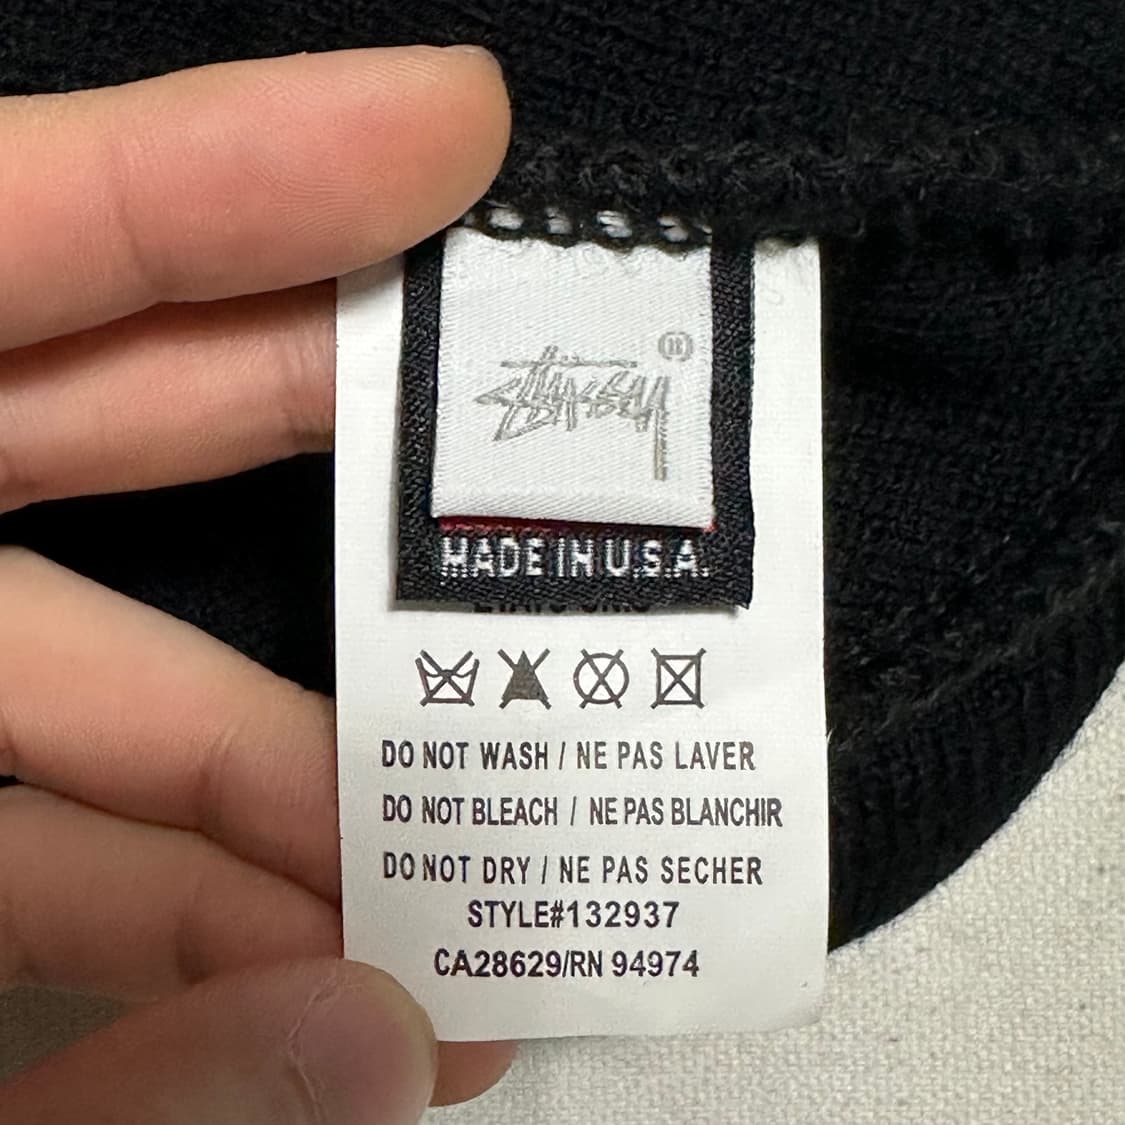 Stüssy ®
MADE IN U.S.A.
DO NOT WASH / NE PAS LAVER
DO NOT BLEACH / NE PAS BLANCHIR
DO NOT DRY / NE PAS SECHER
STYLE#132937
CA28629/RN 94974